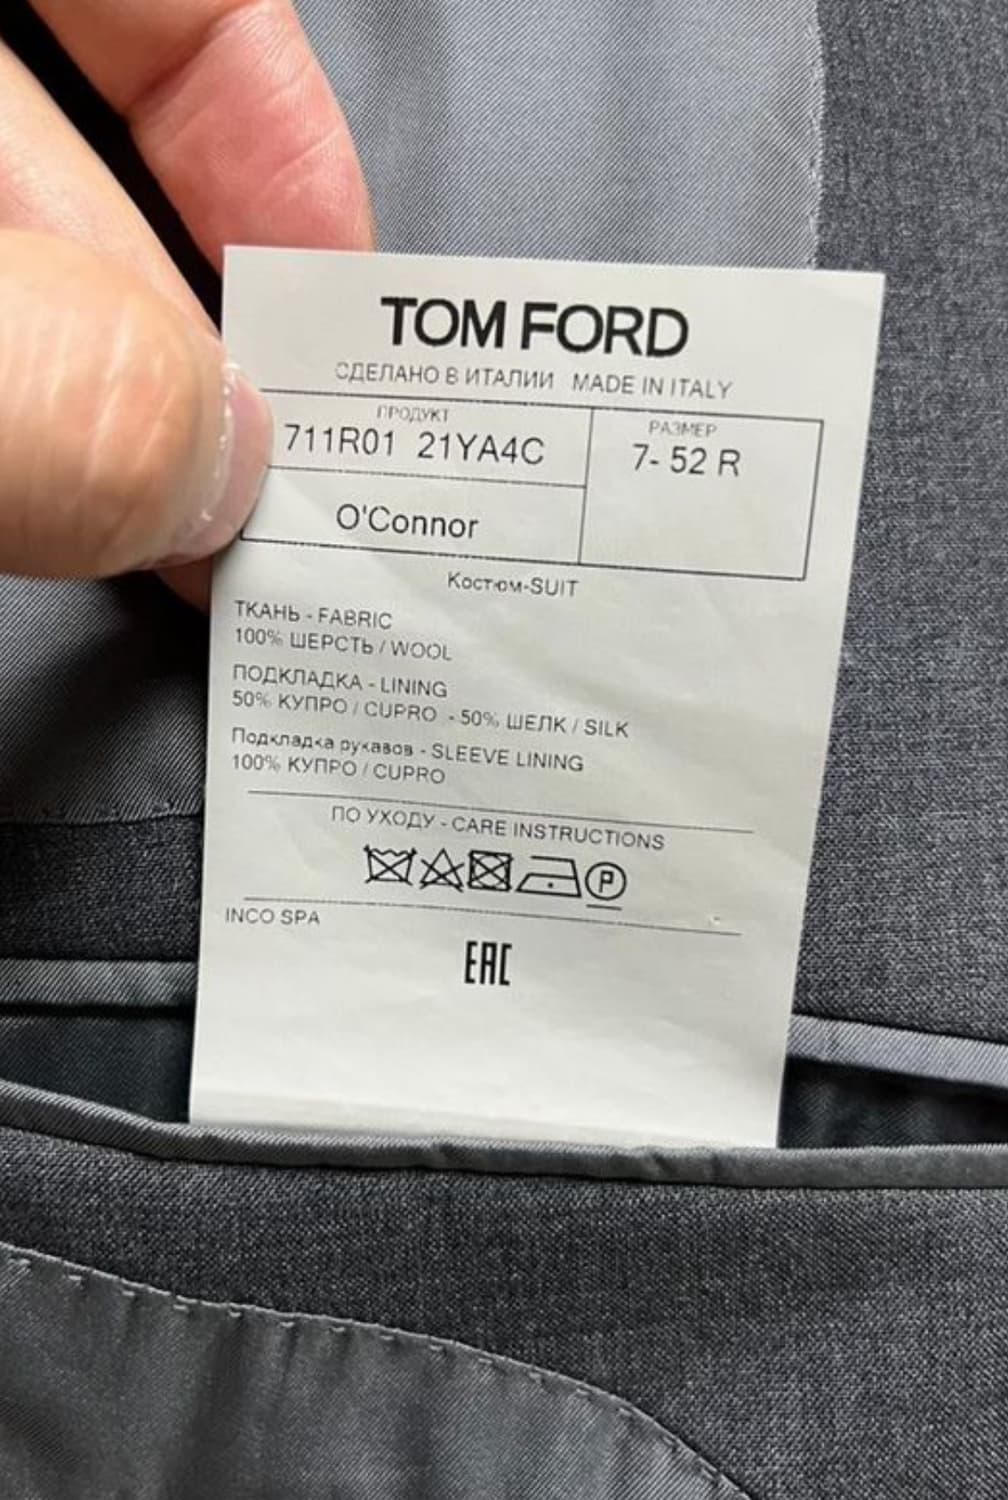 TOM FORD
СДЕЛАНО В ИТАЛИИ MADE IN ITALY
ПРОДУКТ
711R01 21YA4C
РАЗМЕР
7- 52 R
O'Connor
Костюм-SUIT
ТКАНЬ - FABRIC
100% ШЕРСТЬ / WOOL
ПОДКЛАДКА - LINING
50% КУПРО / CUPRO - 50% ШЕЛК / SILK
Подкладка рукавов - SLEEVE LINING
100% КУПРО / CUPRO
ПО УХОДУ - CARE INSTRUCTIONS
P
INCO SPA
EAC